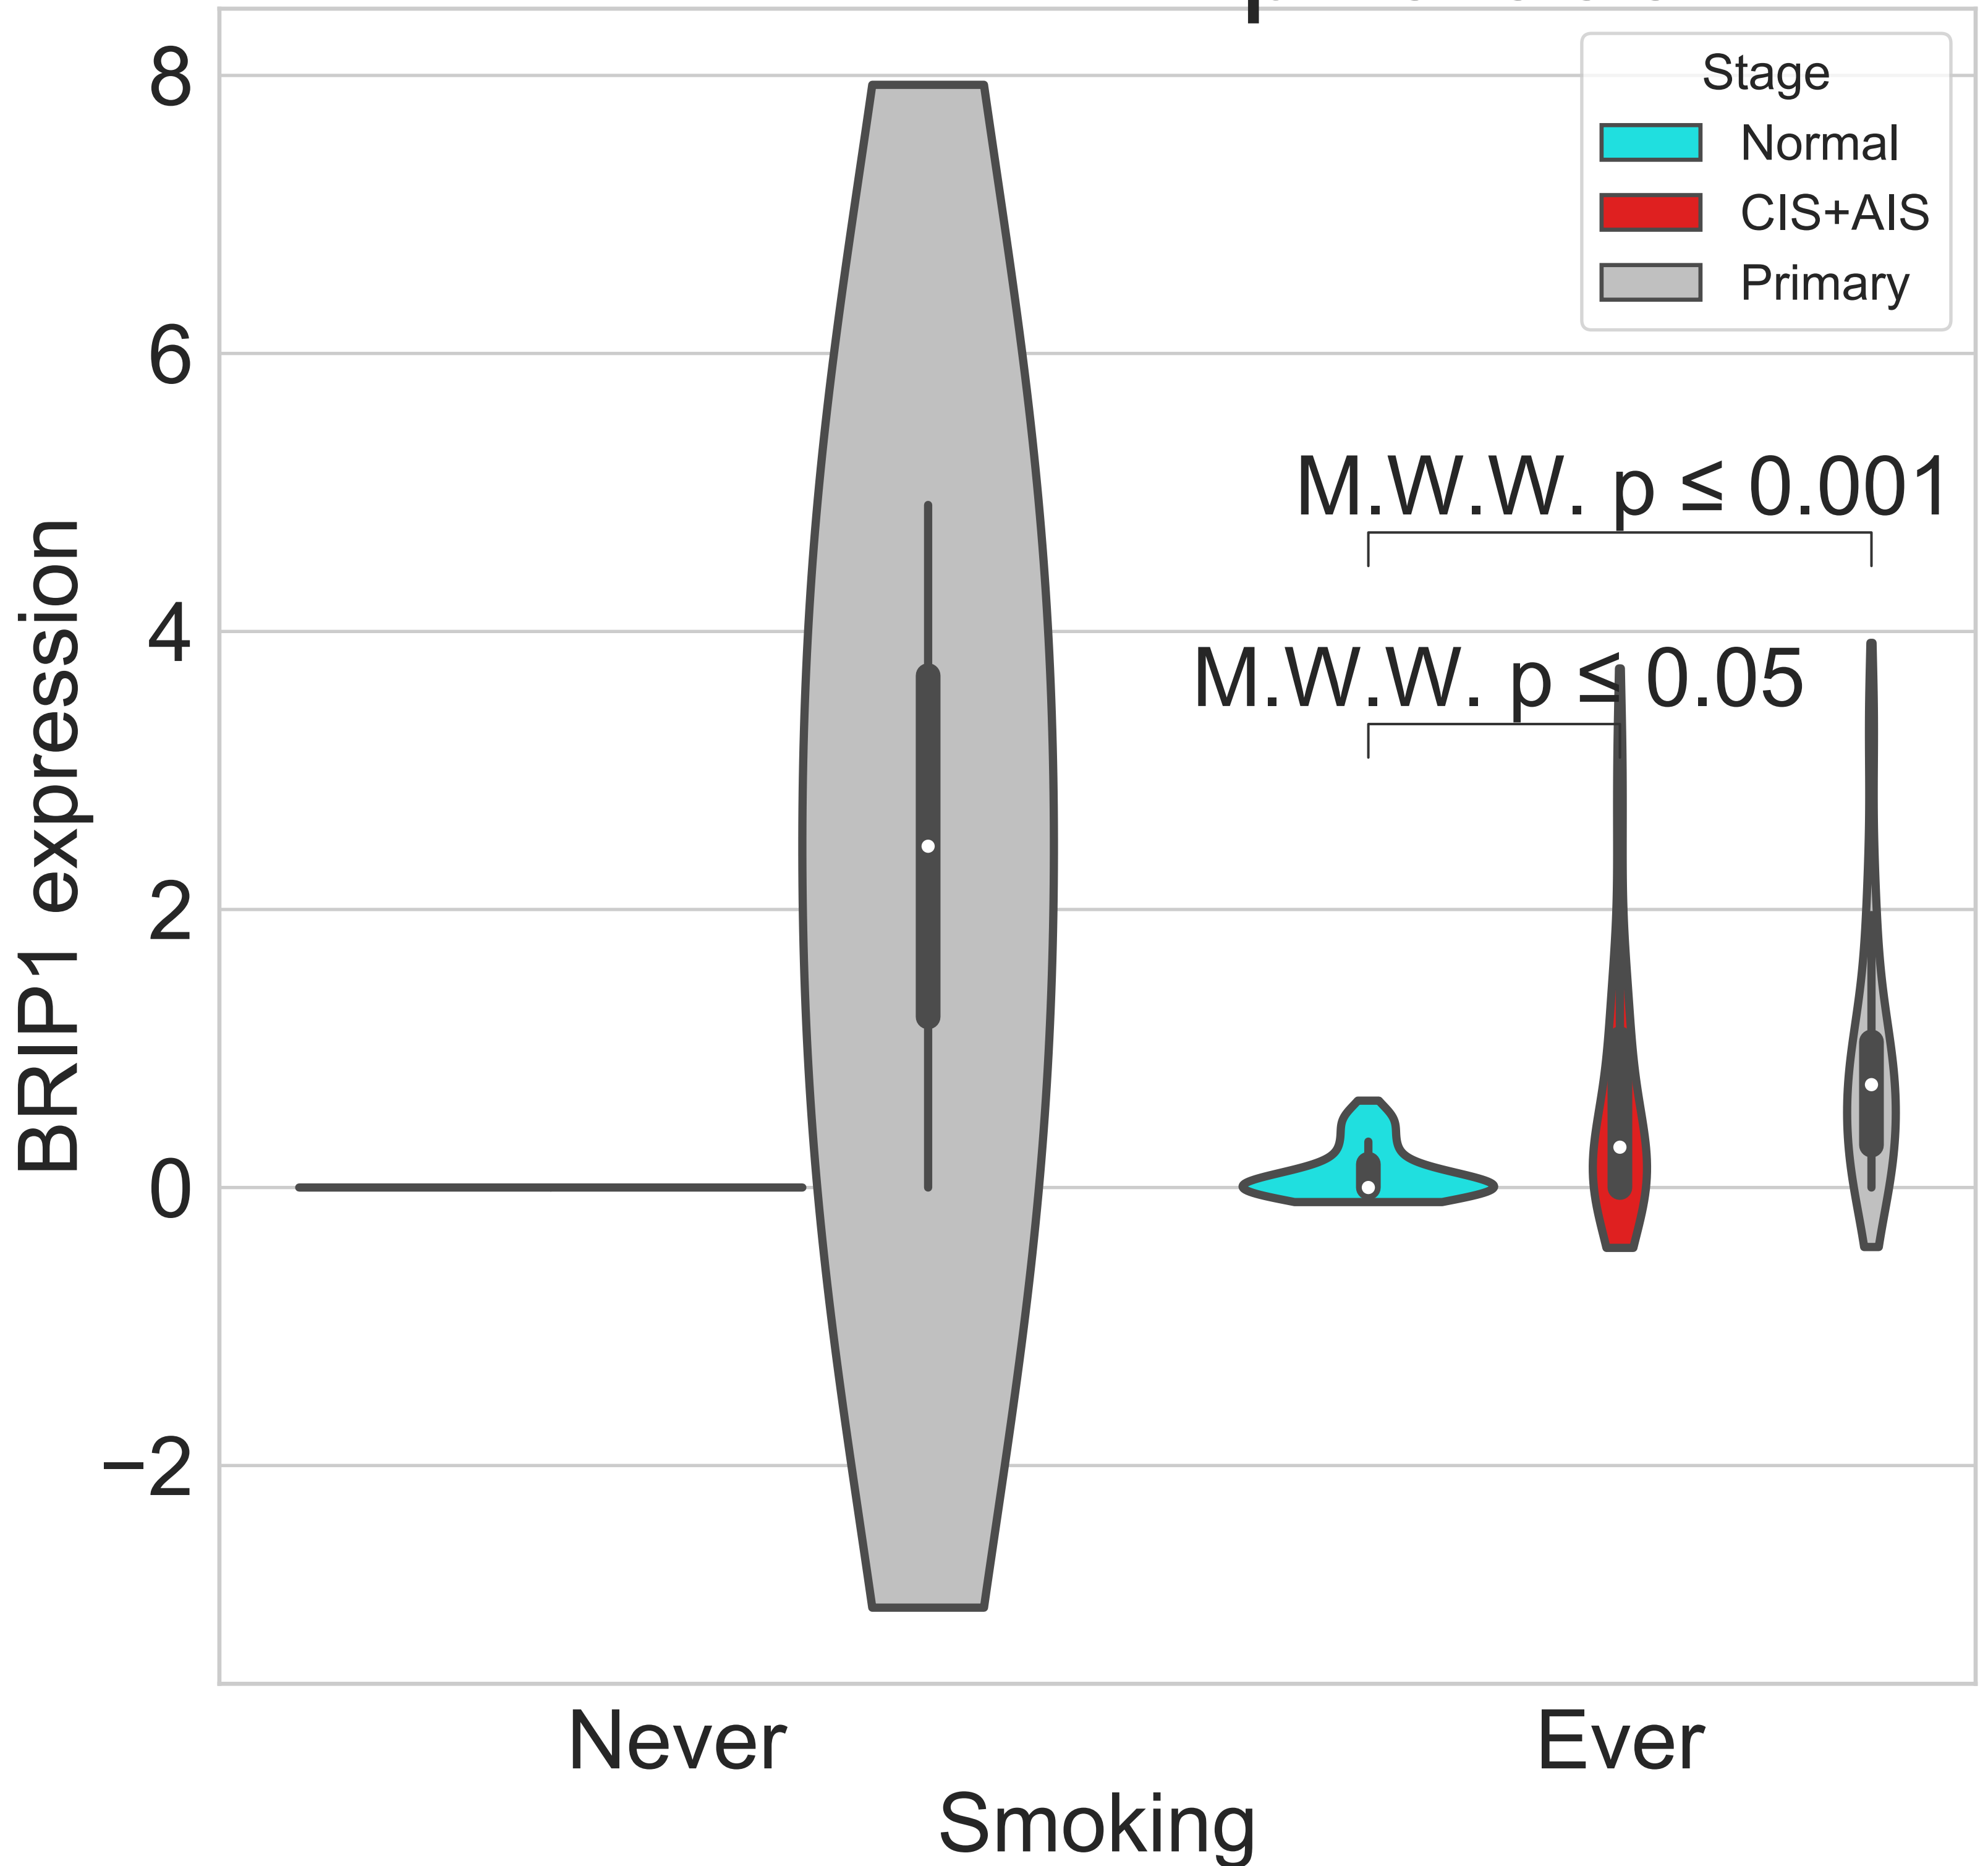 8
6
4
2
0
−2
BRIP1 expression
Stage
Normal
CIS+AIS
Primary
M.W.W. p ≤ 0.001
M.W.W. p ≤ 0.05
Never
Ever
Smoking